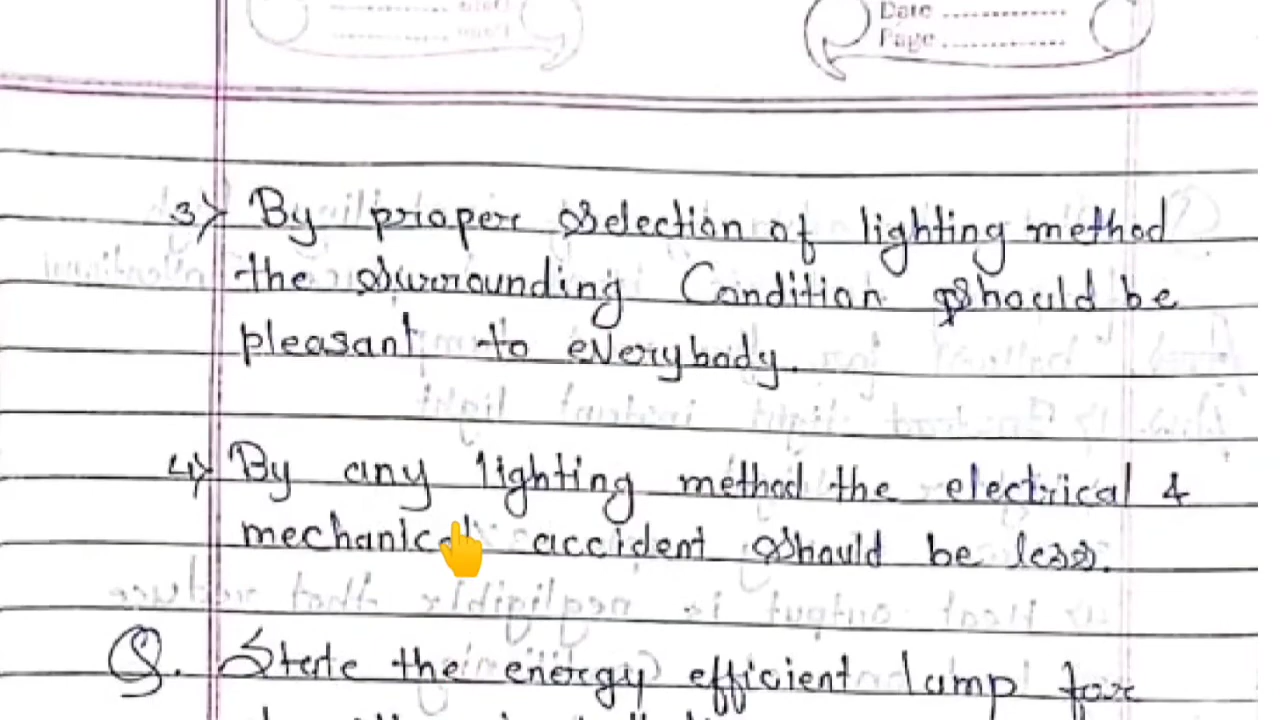 Date
Page
3) By proper selection of lighting method
the surrounding Condition should be
pleasant to everybody.
4) By any lighting method the electrical &
mechanical accident should be less.
Q. State the energy efficient lamp for